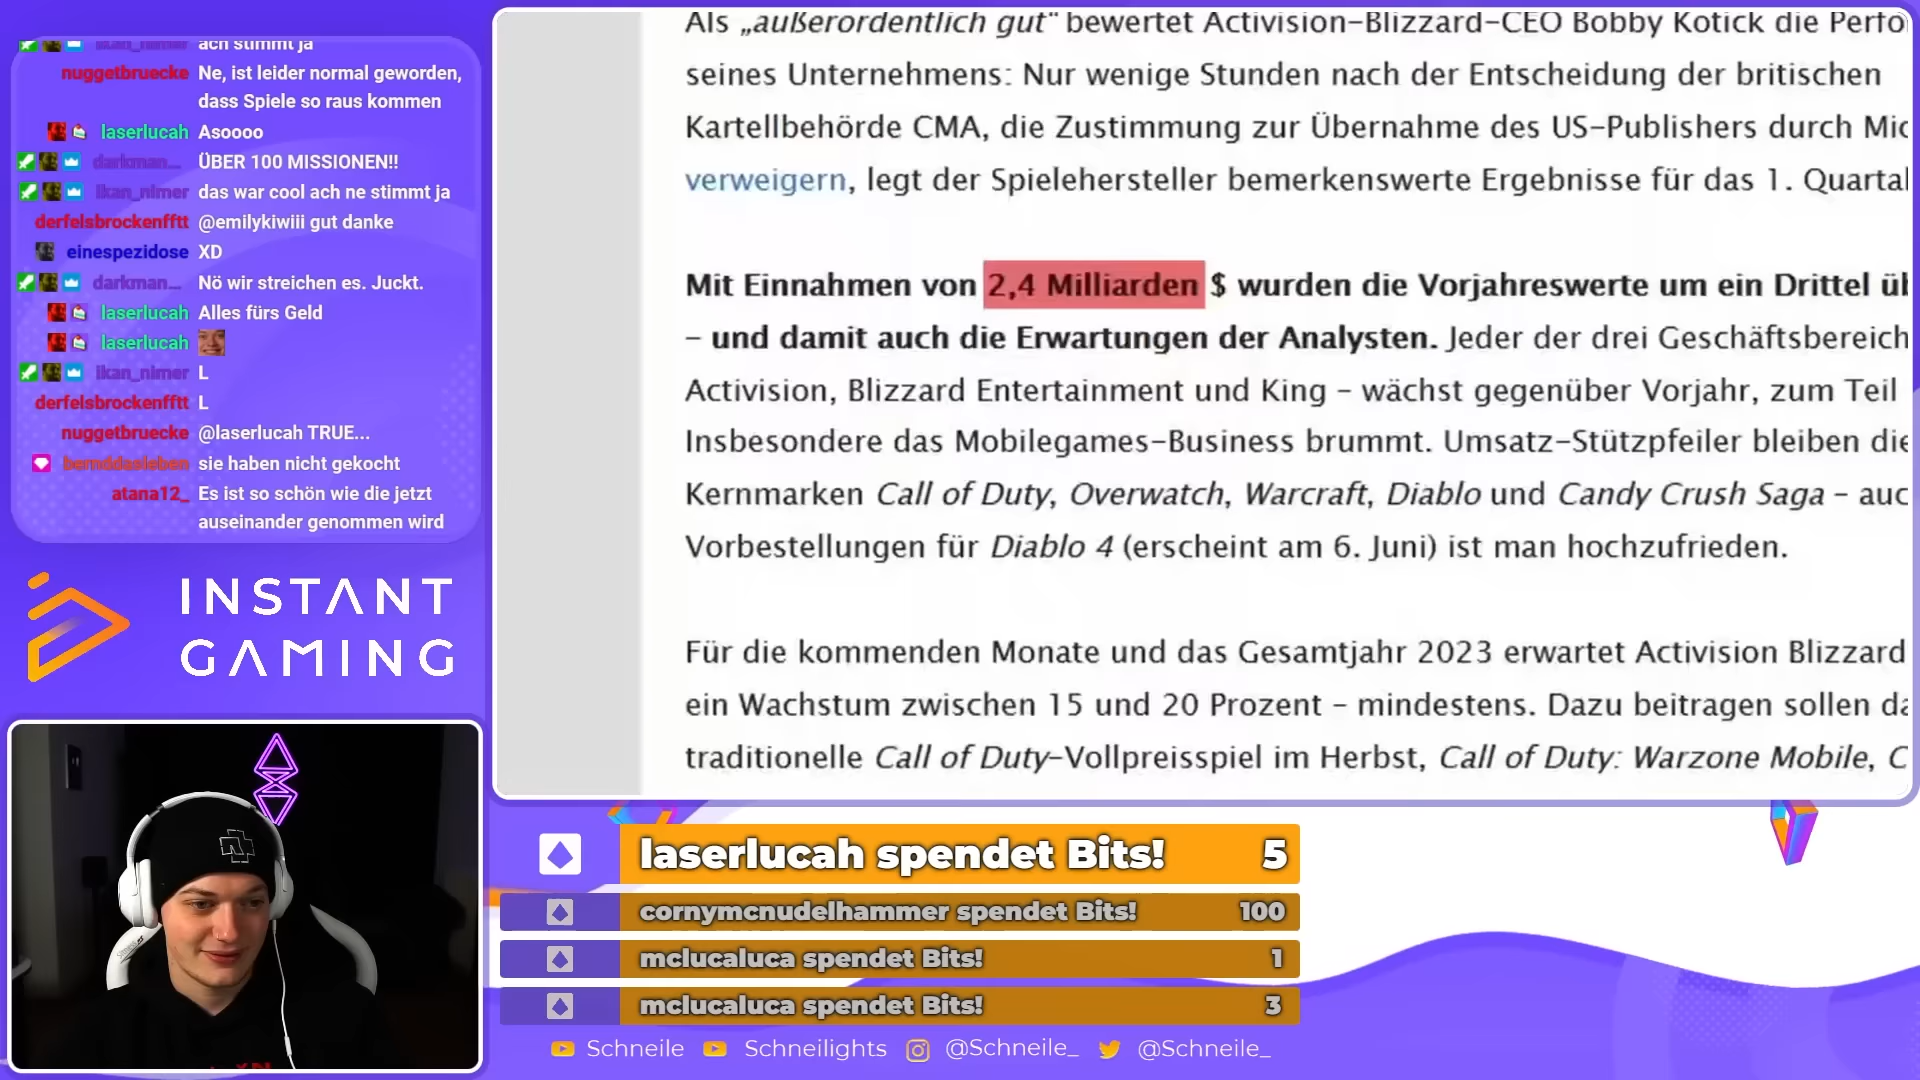 ikan_nimer ach stimmt ja
nuggetbruecke Ne, ist leider normal geworden,
dass Spiele so raus kommen
laserlucah Asoooo
darkman... ÜBER 100 MISSIONEN!!
ikan_nimer das war cool ach ne stimmt ja
derfelsbrockenfftt @emilykiwiii gut danke
einespezidose XD
darkman... Nö wir streichen es. Juckt.
laserlucah Alles fürs Geld
laserlucah
ikan_nimer L
derfelsbrockenfftt L
nuggetbruecke @laserlucah TRUE...
bernddasleben sie haben nicht gekocht
atana12_ Es ist so schön wie die jetzt
auseinander genommen wird
INSTANT
GAMING
Als „außerordentlich gut" bewertet Activision-Blizzard-CEO Bobby Kotick die Perfo
seines Unternehmens: Nur wenige Stunden nach der Entscheidung der britischen
Kartellbehörde CMA, die Zustimmung zur Übernahme des US-Publishers durch Mic
verweigern, legt der Spielehersteller bemerkenswerte Ergebnisse für das 1. Quartal
Mit Einnahmen von 2,4 Milliarden $ wurden die Vorjahreswerte um ein Drittel üb
– und damit auch die Erwartungen der Analysten. Jeder der drei Geschäftsbereich
Activision, Blizzard Entertainment und King – wächst gegenüber Vorjahr, zum Teil
Insbesondere das Mobilegames-Business brummt. Umsatz-Stützpfeiler bleiben die
Kernmarken Call of Duty, Overwatch, Warcraft, Diablo und Candy Crush Saga – auc
Vorbestellungen für Diablo 4 (erscheint am 6. Juni) ist man hochzufrieden.
Für die kommenden Monate und das Gesamtjahr 2023 erwartet Activision Blizzard
ein Wachstum zwischen 15 und 20 Prozent – mindestens. Dazu beitragen sollen da
traditionelle Call of Duty-Vollpreisspiel im Herbst, Call of Duty: Warzone Mobile, C
laserlucah spendet Bits! 5
cornymcnudelhammer spendet Bits! 100
mclucaluca spendet Bits! 1
mclucaluca spendet Bits! 3
Schneile Schneilights @Schneile_ @Schneile_